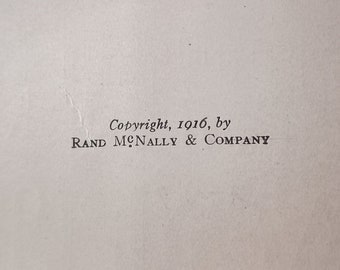 Copyright, 1916, by
Rand McNally & Company